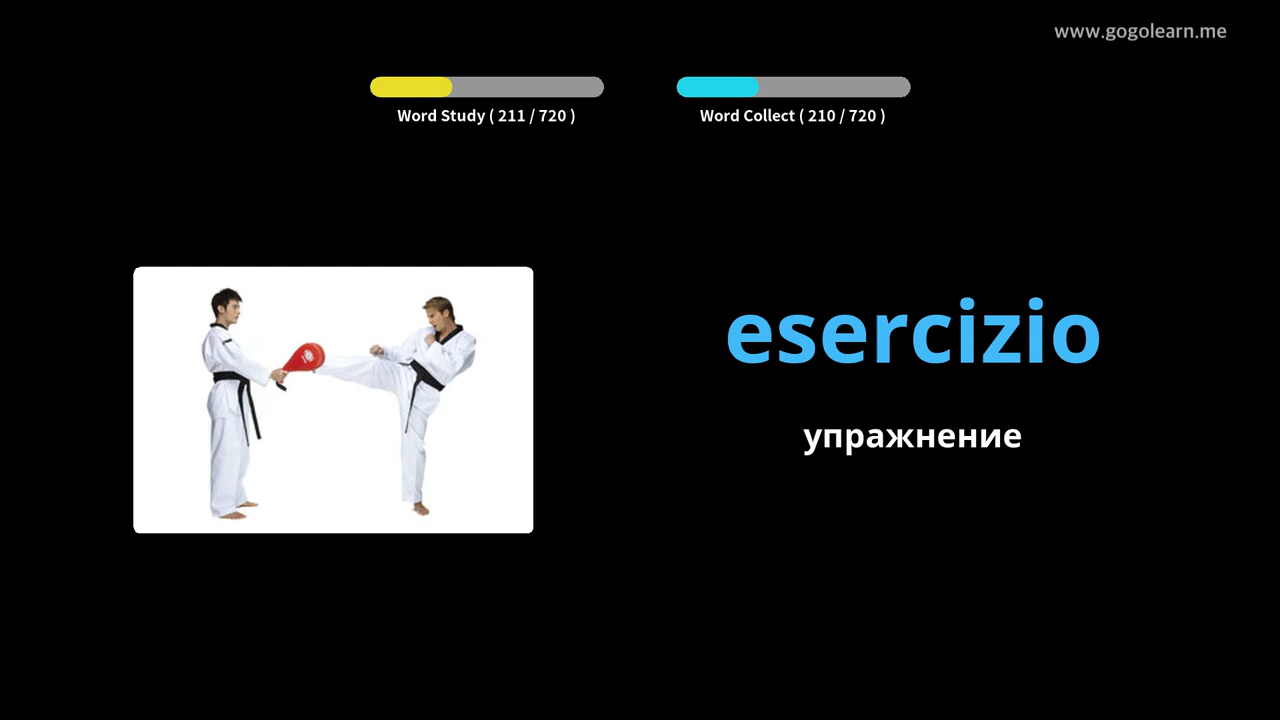 www.gogolearn.me
Word Study ( 211 / 720 )
Word Collect ( 210 / 720 )
esercizio
упражнение